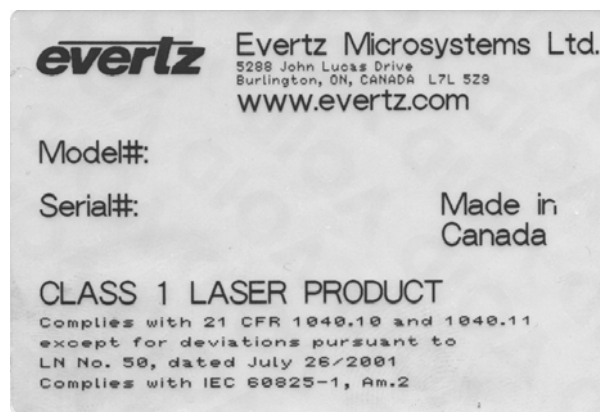 evertz
Evertz Microsystems Ltd.
5288 John Lucas Drive
Burlington, ON, CANADA L7L 5Z9
www.evertz.com
Model#:
Serial#:
Made in
Canada
CLASS 1 LASER PRODUCT
Complies with 21 CFR 1040.10 and 1040.11
except for deviations pursuant to
LN No. 50, dated July 26/2001
Complies with IEC 60825-1, Am.2